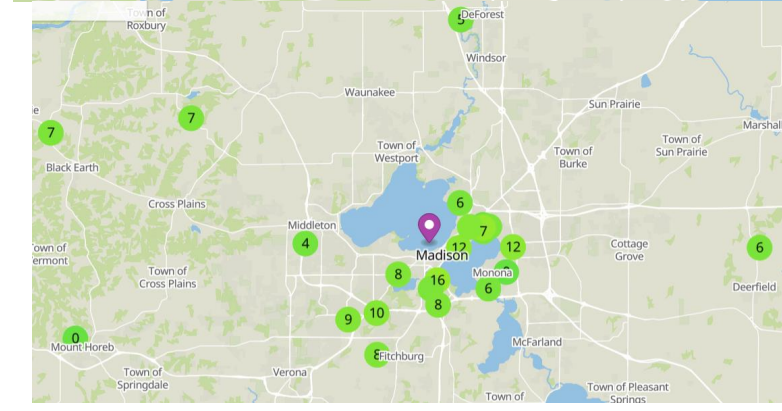 Town of
Roxbury
5
DeForest
Windsor
Waunakee
Sun Prairie
7
7
Marshall
Town of
Westport
Town of
Burke
Town of
Sun Prairie
Black Earth
Cross Plains
6
Middleton
7
4
12
12
Madison
Cottage
Grove
6
Town of
Cross Plains
8
Monona
16
6
Deerfield
8
9
10
0
Mount Horeb
McFarland
8
Fitchburg
Verona
Town of
Springdale
Town of
Town of Pleasant
Springs